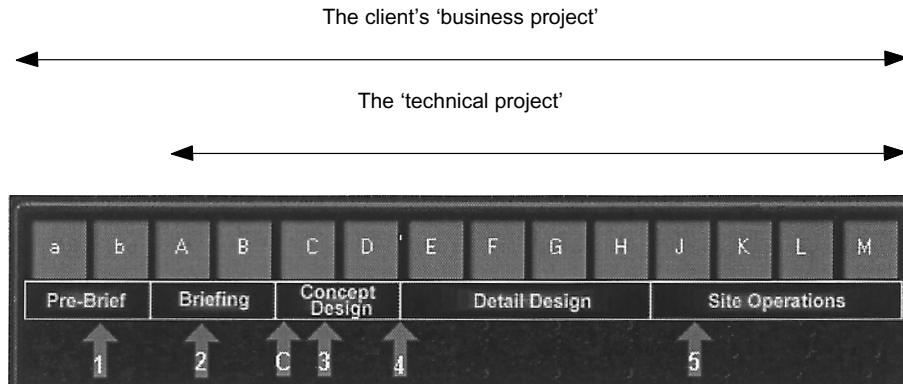 The client’s ‘business project’
The ‘technical project’
a b A B C D ' E F G H J K L M
Pre-Brief Briefing Concept Design Detail Design Site Operations
1 2 C 3 4 5